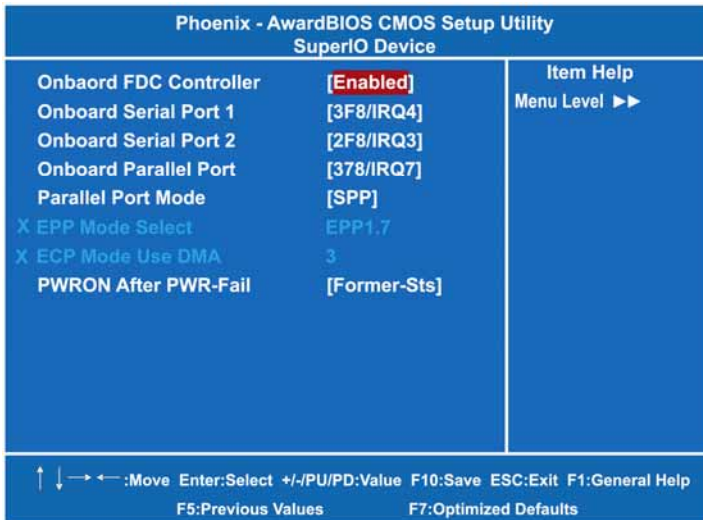 Phoenix - AwardBIOS CMOS Setup Utility
SuperIO Device
Onbaord FDC Controller [Enabled]
Onboard Serial Port 1 [3F8/IRQ4]
Onboard Serial Port 2 [2F8/IRQ3]
Onboard Parallel Port [378/IRQ7]
Parallel Port Mode [SPP]
X EPP Mode Select EPP1.7
X ECP Mode Use DMA 3
PWRON After PWR-Fail [Former-Sts]
Item Help
Menu Level ►►
↑ ↓ → ← :Move Enter:Select +/-/PU/PD:Value F10:Save ESC:Exit F1:General Help
F5:Previous Values F7:Optimized Defaults